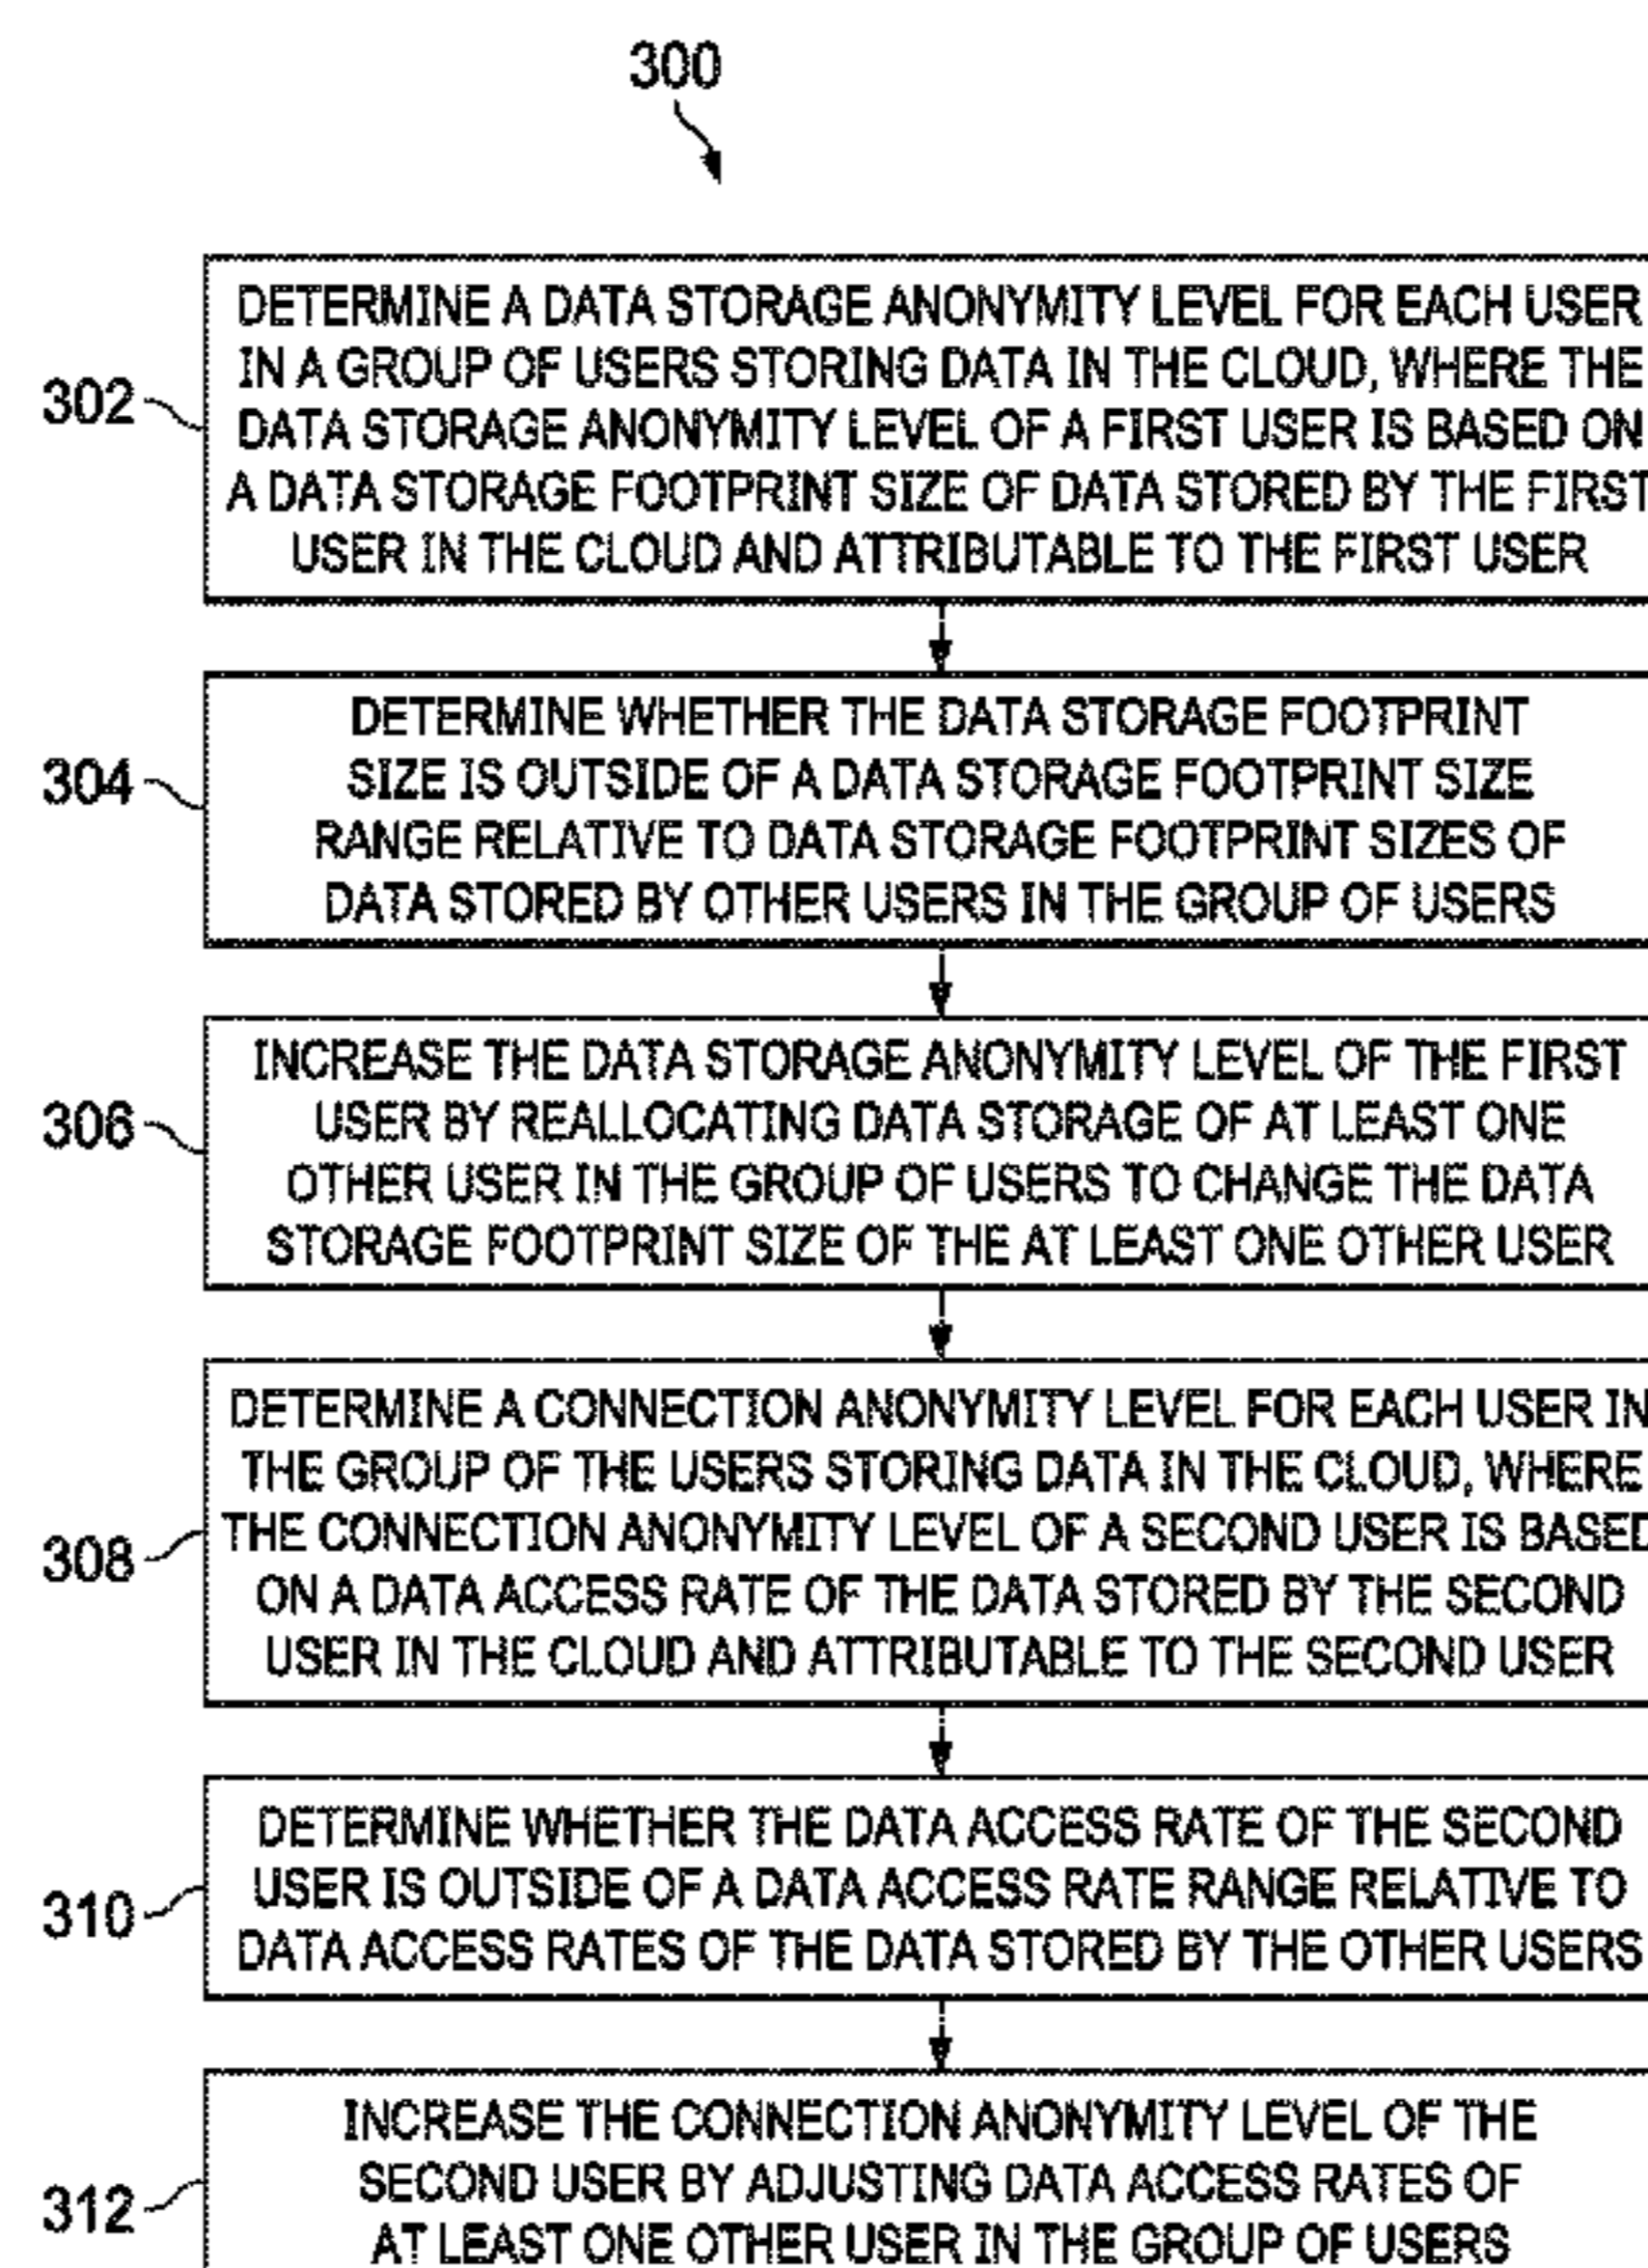 300
302
DETERMINE A DATA STORAGE ANONYMITY LEVEL FOR EACH USER
IN A GROUP OF USERS STORING DATA IN THE CLOUD, WHERE THE
DATA STORAGE ANONYMITY LEVEL OF A FIRST USER IS BASED ON
A DATA STORAGE FOOTPRINT SIZE OF DATA STORED BY THE FIRST
USER IN THE CLOUD AND ATTRIBUTABLE TO THE FIRST USER
304
DETERMINE WHETHER THE DATA STORAGE FOOTPRINT
SIZE IS OUTSIDE OF A DATA STORAGE FOOTPRINT SIZE
RANGE RELATIVE TO DATA STORAGE FOOTPRINT SIZES OF
DATA STORED BY OTHER USERS IN THE GROUP OF USERS
306
INCREASE THE DATA STORAGE ANONYMITY LEVEL OF THE FIRST
USER BY REALLOCATING DATA STORAGE OF AT LEAST ONE
OTHER USER IN THE GROUP OF USERS TO CHANGE THE DATA
STORAGE FOOTPRINT SIZE OF THE AT LEAST ONE OTHER USER
308
DETERMINE A CONNECTION ANONYMITY LEVEL FOR EACH USER IN
THE GROUP OF THE USERS STORING DATA IN THE CLOUD, WHERE
THE CONNECTION ANONYMITY LEVEL OF A SECOND USER IS BASED
ON A DATA ACCESS RATE OF THE DATA STORED BY THE SECOND
USER IN THE CLOUD AND ATTRIBUTABLE TO THE SECOND USER
310
DETERMINE WHETHER THE DATA ACCESS RATE OF THE SECOND
USER IS OUTSIDE OF A DATA ACCESS RATE RANGE RELATIVE TO
DATA ACCESS RATES OF THE DATA STORED BY THE OTHER USERS
312
INCREASE THE CONNECTION ANONYMITY LEVEL OF THE
SECOND USER BY ADJUSTING DATA ACCESS RATES OF
AT LEAST ONE OTHER USER IN THE GROUP OF USERS